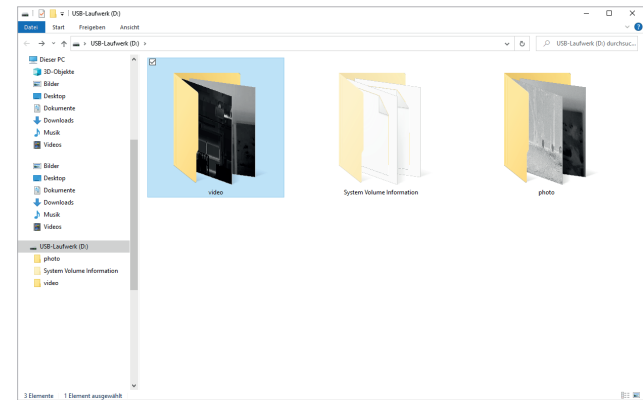 USB-Laufwerk (D:)
Datei Start Freigeben Ansicht
USB-Laufwerk (D:)
USB-Laufwerk (D:) durchsuc...
Dieser PC
3D-Objekte
Bilder
Desktop
Dokumente
Downloads
Musik
Videos
Bilder
Desktop
Dokumente
Downloads
Musik
Videos
USB-Laufwerk (D:)
photo
System Volume Information
video
video
System Volume Information
photo
3 Elemente 1 Element ausgewählt